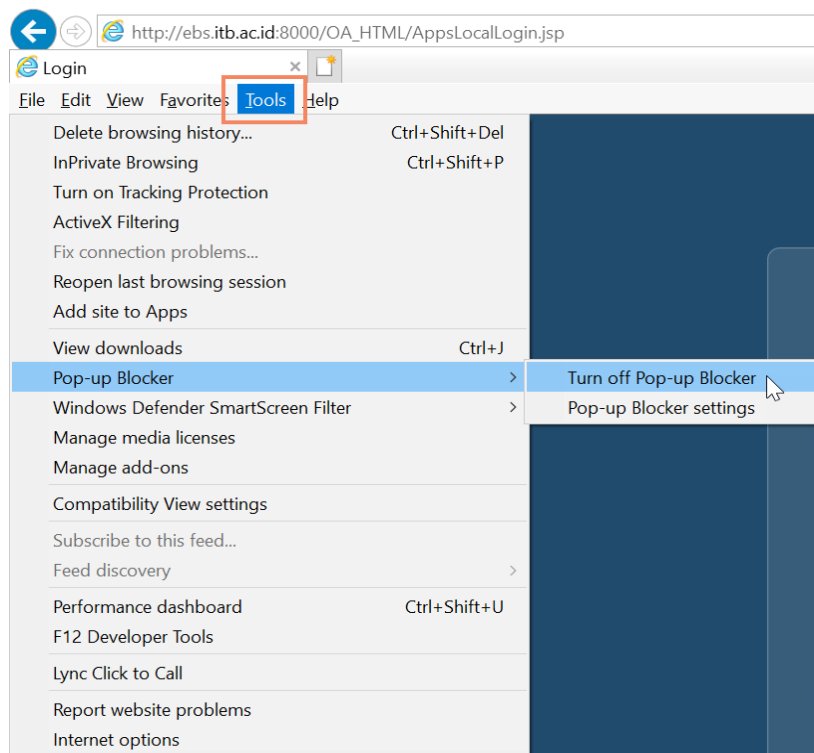 http://ebs.itb.ac.id:8000/OA_HTML/AppsLocalLogin.jsp
Login
File Edit View Favorites Tools Help
Delete browsing history... Ctrl+Shift+Del
InPrivate Browsing Ctrl+Shift+P
Turn on Tracking Protection
ActiveX Filtering
Fix connection problems...
Reopen last browsing session
Add site to Apps
View downloads Ctrl+J
Pop-up Blocker Turn off Pop-up Blocker
Windows Defender SmartScreen Filter Pop-up Blocker settings
Manage media licenses
Manage add-ons
Compatibility View settings
Subscribe to this feed...
Feed discovery
Performance dashboard Ctrl+Shift+U
F12 Developer Tools
Lync Click to Call
Report website problems
Internet options